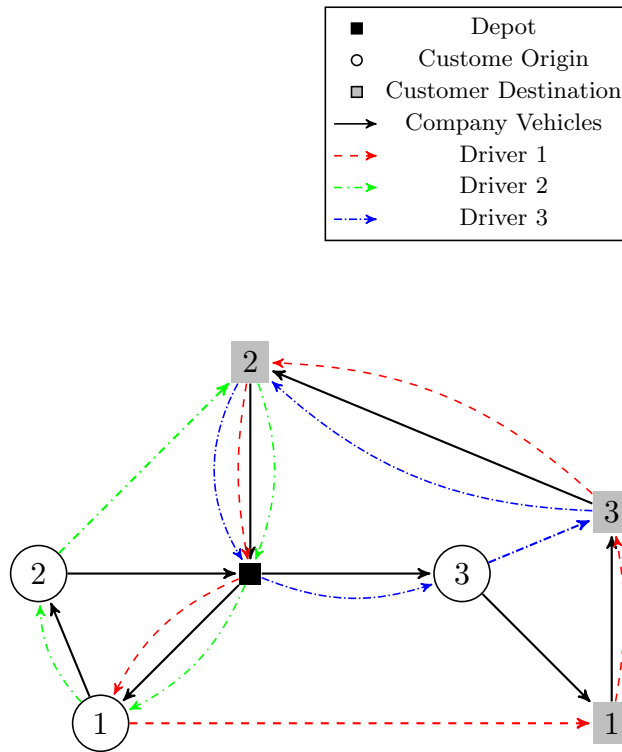 Depot
Custome Origin
Customer Destination
Company Vehicles
Driver 1
Driver 2
Driver 3
2
3
2
3
1
1